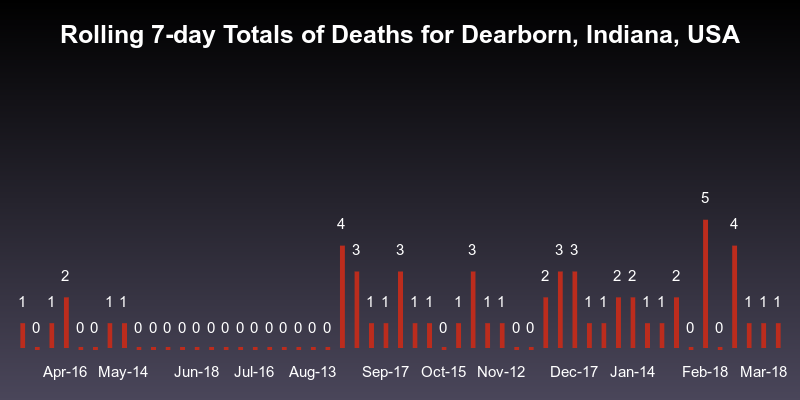 Rolling 7-day Totals of Deaths for Dearborn, Indiana, USA
5
4 4
3 3 3 3 3
2 2 2 2 2
1 1 1 1 1 1 1 1 1 1 1 1 1 1 1 1 1 1
0 0 0 0 0 0 0 0 0 0 0 0 0 0 0 0 0 0 0 0 0 0
Apr-16 May-14 Jun-18 Jul-16 Aug-13 Sep-17 Oct-15 Nov-12 Dec-17 Jan-14 Feb-18 Mar-18